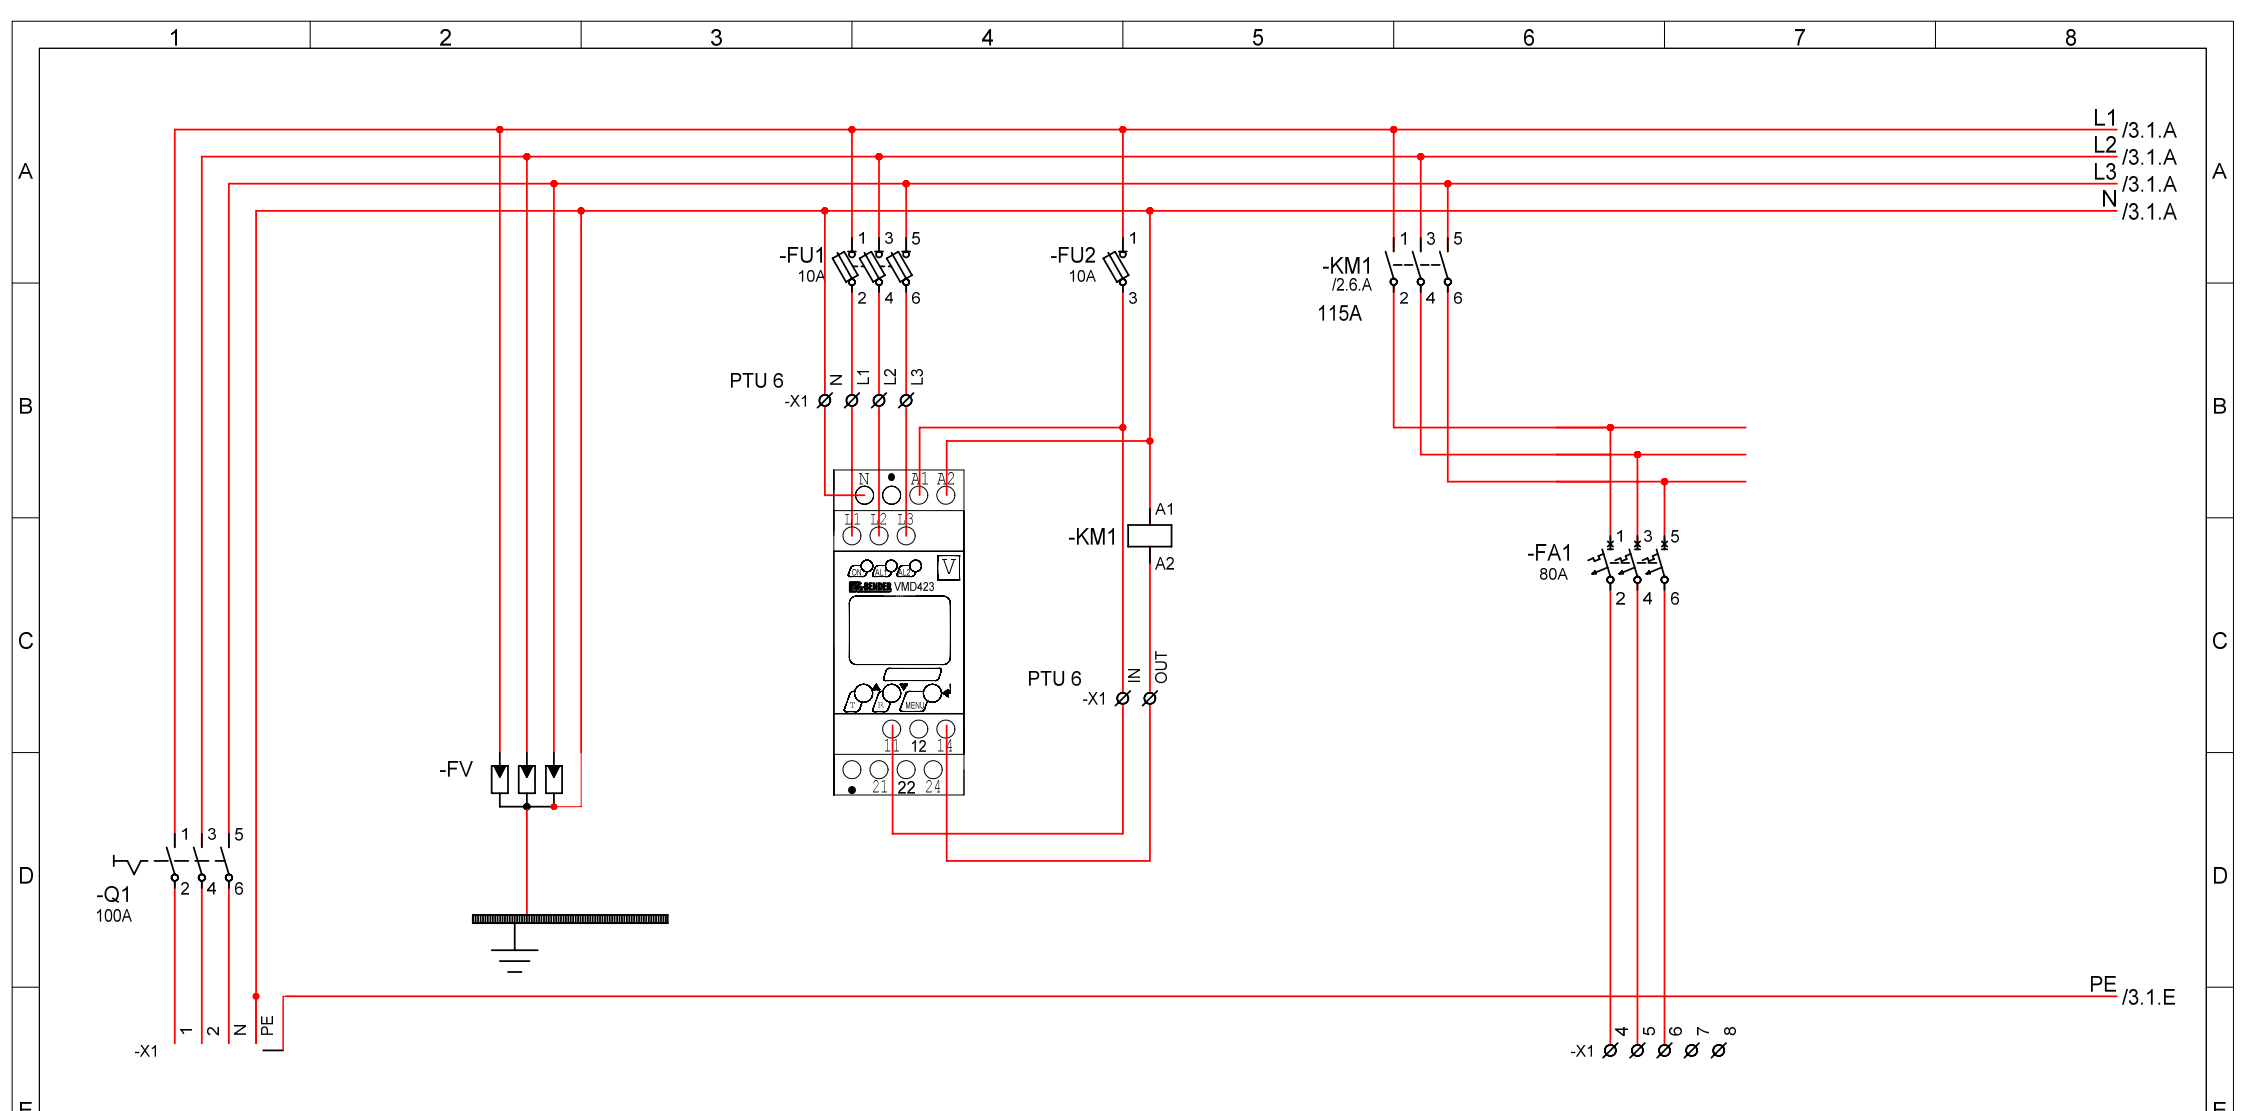 1 2 3 4 5 6 7 8
L1 /3.1.A
L2 /3.1.A
L3 /3.1.A
N /3.1.A
A A
-FU1 1 3 5
10A
2 4 6
-FU2 1
10A
3
-KM1 1 3 5
/2.6.A
2 4 6
115A
PTU 6 N L1 L2 L3
-X1
B B
N A1 A2
L1 L2 L3
-KM1 A1
A2
ON AL1 AL2 V
BENDER VMD423
-FA1 1 3 5
80A
2 4 6
C C
PTU 6 IN OUT
-X1
T R MENU
11 12 14
21 22 24
-FV
1 3 5
2 4 6
-Q1
100A
D D
PE /3.1.E
-X1 1 2 N PE
-X1 4 5 6 7 8
E E